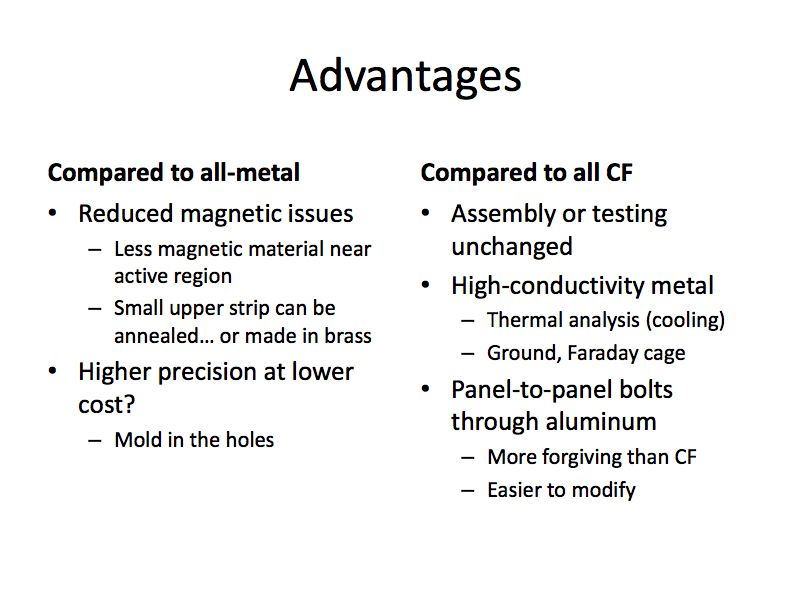 Advantages
Compared to all-metal
• Reduced magnetic issues
– Less magnetic material near
active region
– Small upper strip can be
annealed… or made in brass
• Higher precision at lower
cost?
– Mold in the holes
Compared to all CF
• Assembly or testing
unchanged
• High-conductivity metal
– Thermal analysis (cooling)
– Ground, Faraday cage
• Panel-to-panel bolts
through aluminum
– More forgiving than CF
– Easier to modify